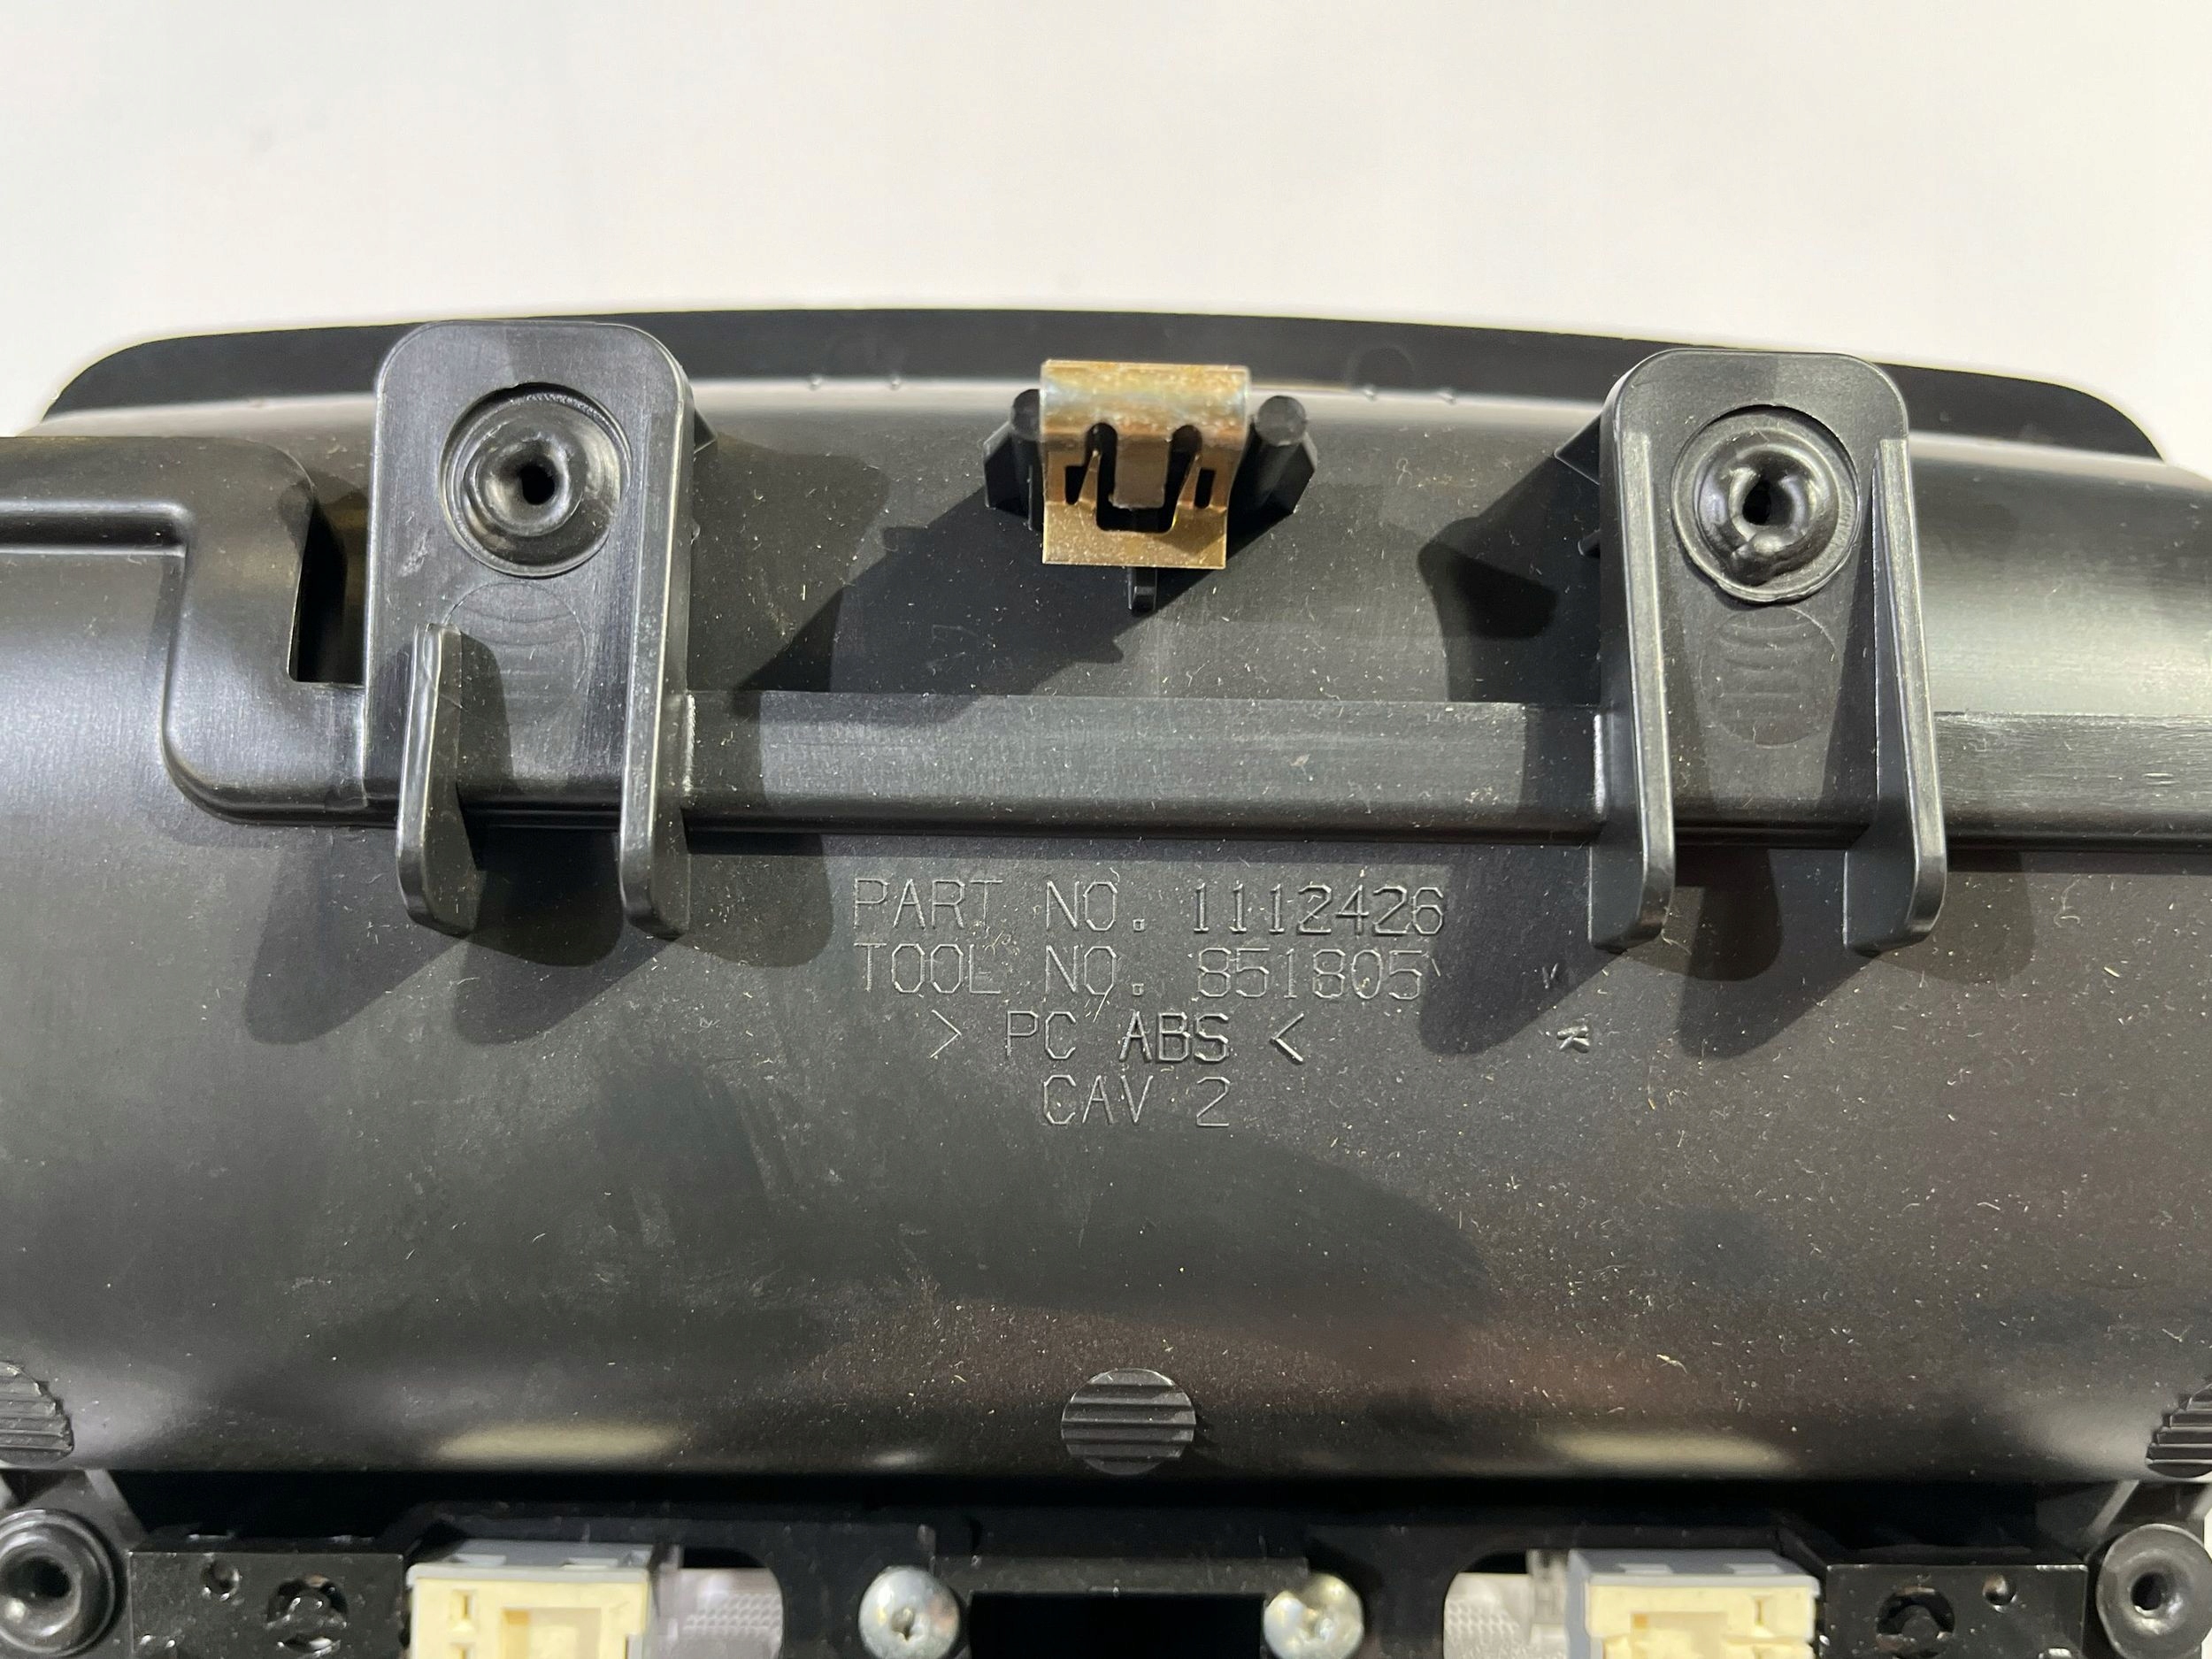 PART NO. 1112426
TOOL NO. 851805
> PC ABS <
CAV 2
K